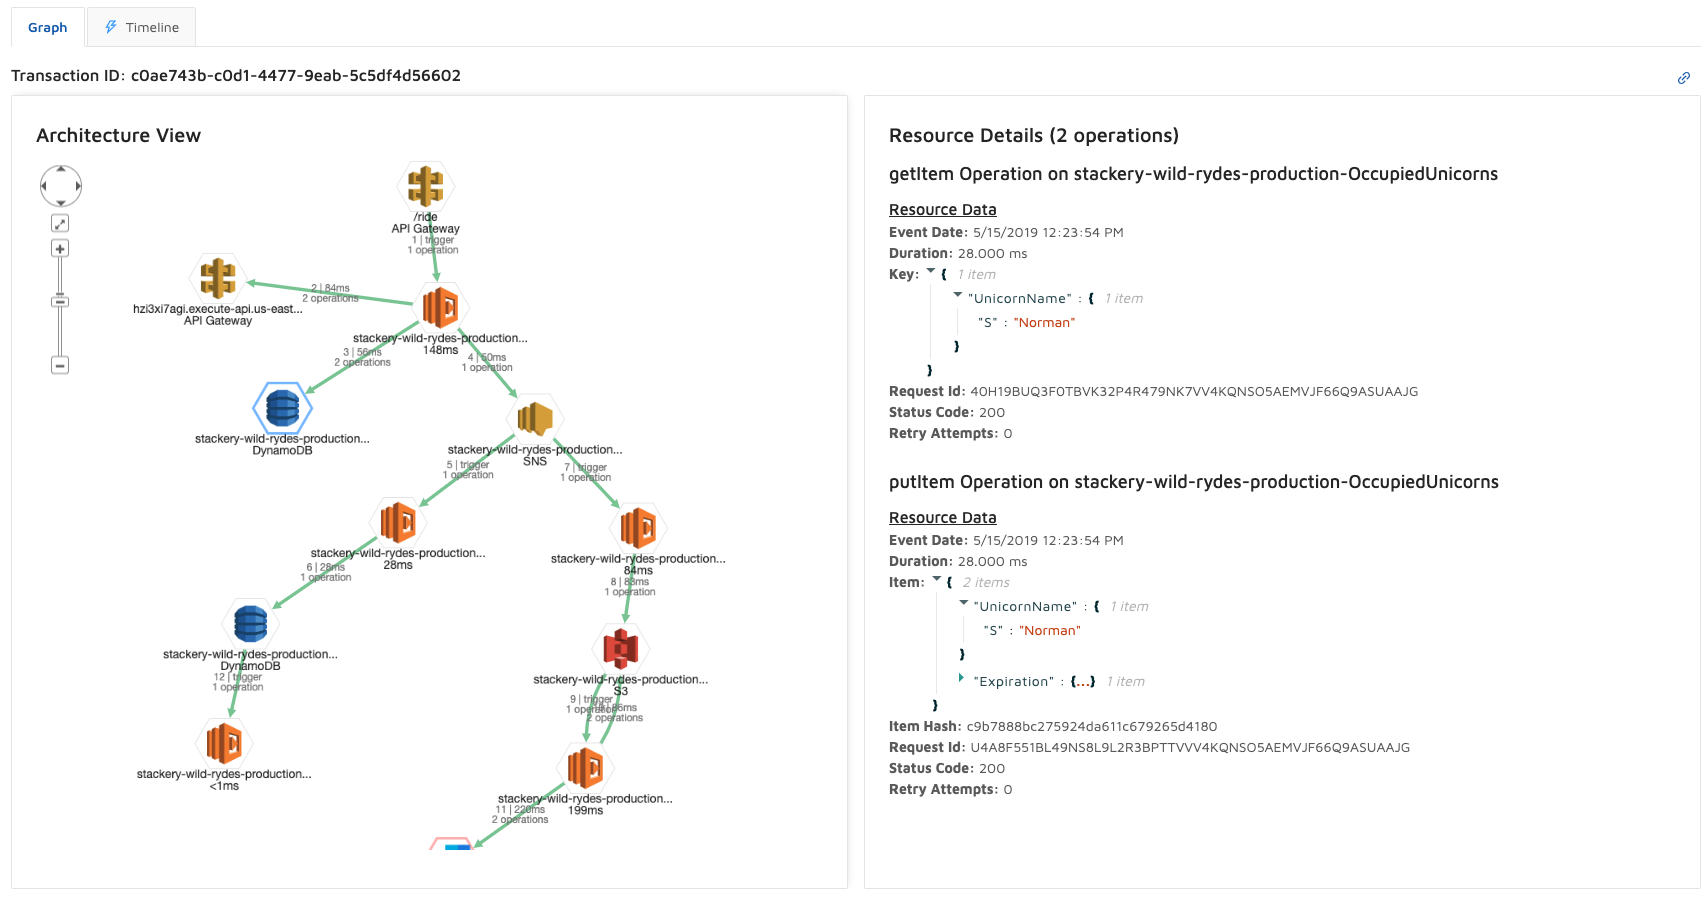 Graph
Timeline
Transaction ID: c0ae743b-c0d1-4477-9eab-5c5df4d56602
Architecture View
/ride
API Gateway
1 | trigger
1 operation
2 | 84ms
2 operations
hzi3xi7agi.execute-api.us-east...
API Gateway
stackery-wild-rydes-production...
148ms
3 | 56ms
2 operations
4 | 50ms
1 operation
stackery-wild-rydes-production...
DynamoDB
stackery-wild-rydes-production...
SNS
5 | trigger
1 operation
7 | trigger
1 operation
stackery-wild-rydes-production...
28ms
6 | 28ms
1 operation
stackery-wild-rydes-production...
84ms
8 | 83ms
1 operation
stackery-wild-rydes-production...
DynamoDB
12 | trigger
1 operation
stackery-wild-rydes-production...
S3
9 | trigger
1 operation
2 operations
stackery-wild-rydes-production...
<1ms
stackery-wild-rydes-production...
199ms
11 | 220ms
2 operations
Resource Details (2 operations)
getItem Operation on stackery-wild-rydes-production-OccupiedUnicorns
Resource Data
Event Date: 5/15/2019 12:23:54 PM
Duration: 28.000 ms
Key: { 1 item
"UnicornName" : { 1 item
"S" : "Norman"
}
}
Request Id: 40H19BUQ3F0TBVK32P4R479NK7VV4KQNSO5AEMVJF66Q9ASUAAJG
Status Code: 200
Retry Attempts: 0
putItem Operation on stackery-wild-rydes-production-OccupiedUnicorns
Resource Data
Event Date: 5/15/2019 12:23:54 PM
Duration: 28.000 ms
Item: { 2 items
"UnicornName" : { 1 item
"S" : "Norman"
}
"Expiration" : {...} 1 item
}
Item Hash: c9b7888bc275924da611c679265d4180
Request Id: U4A8F551BL49NS8L9L2R3BPTTVVV4KQNSO5AEMVJF66Q9ASUAAJG
Status Code: 200
Retry Attempts: 0